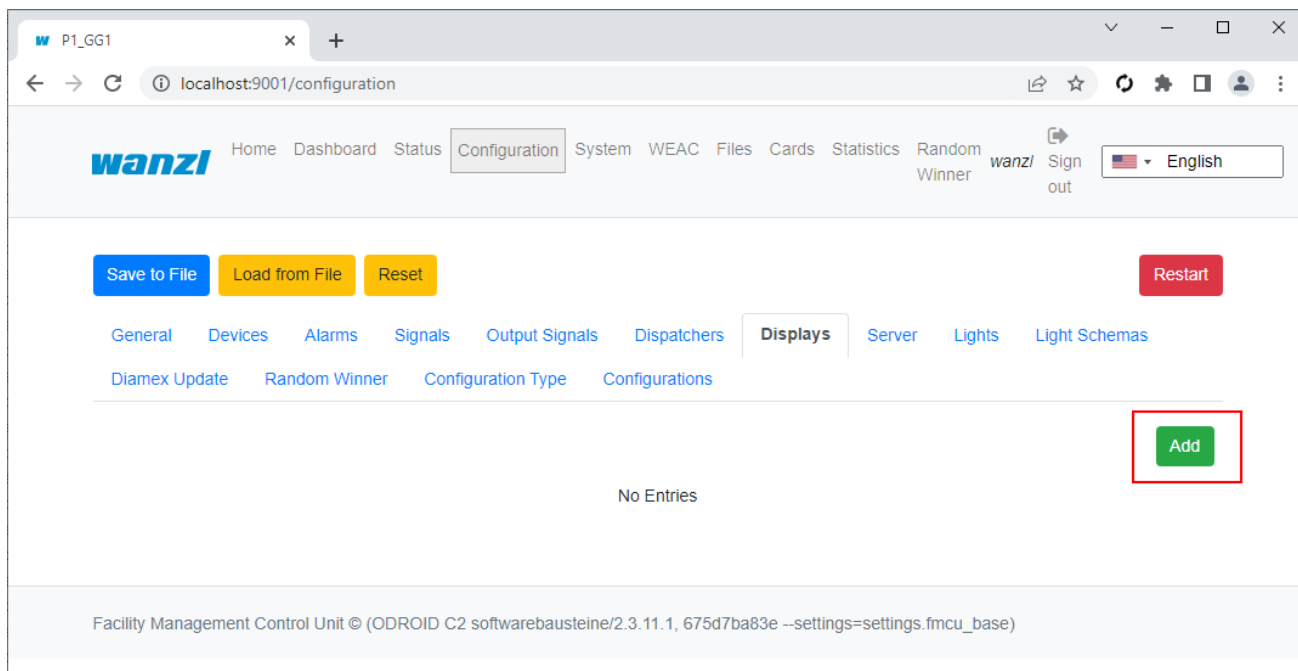 P1_GG1
localhost:9001/configuration
wanzl Home Dashboard Status Configuration System WEAC Files Cards Statistics Random Winner wanzl Sign out English
Save to File Load from File Reset Restart
General Devices Alarms Signals Output Signals Dispatchers Displays Server Lights Light Schemas
Diamex Update Random Winner Configuration Type Configurations
Add
No Entries
Facility Management Control Unit © (ODROID C2 softwarebausteine/2.3.11.1, 675d7ba83e --settings=settings.fmcu_base)